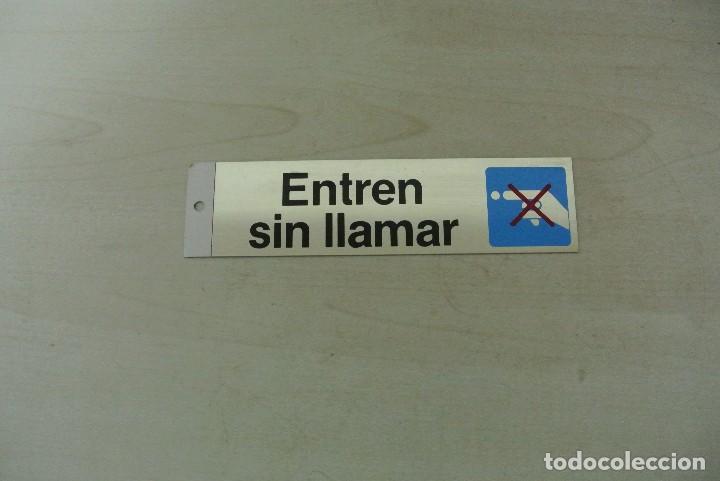 Entren
sin llamar
todocoleccion